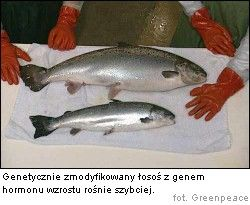 Genetycznie zmodyfikowany łosoś z genem
hormonu wzrostu rośnie szybciej.
fot. Greenpeace